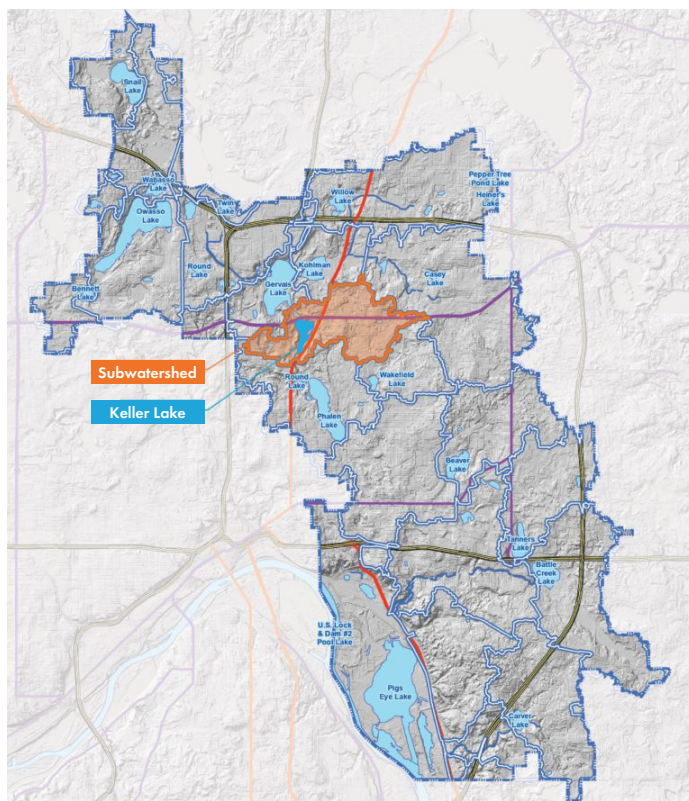 Snail
Lake
Wabasso
Lake
Owasso
Lake
Twin
Lake
Willow
Lake
Pepper Tree
Pond Lake
Heiner's
Lake
Round
Lake
Kohlman
Lake
Casey
Lake
Gervais
Lake
Bennett
Lake
Subwatershed
Keller Lake
Round
Lake
Wakefield
Lake
Phalen
Lake
Beaver
Lake
Tanners
Lake
Battle
Creek
Lake
U.S. Lock
& Dam #2
Pool Lake
Pigs
Eye Lake
Carver
Lake